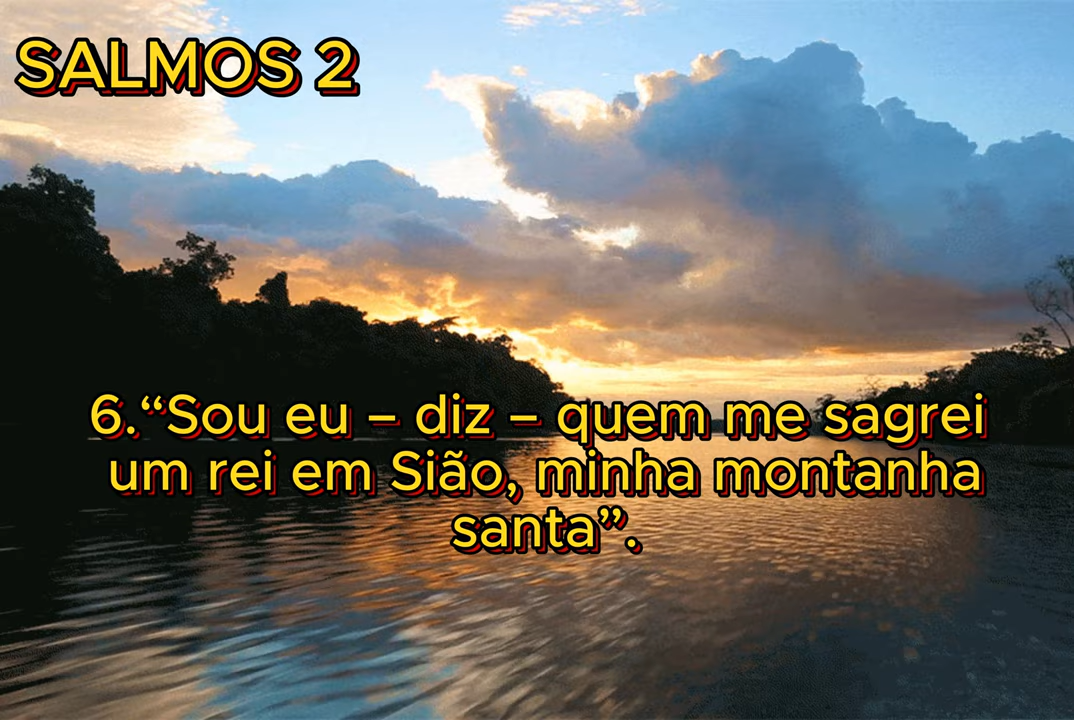 SALMOS 2
6.“Sou eu – diz – quem me sagrei
um rei em Sião, minha montanha
santa”.